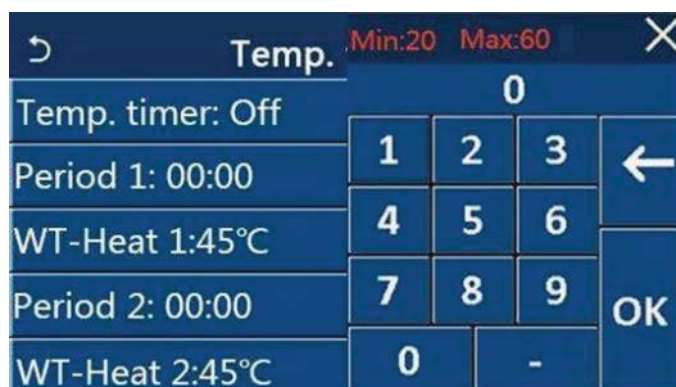 Temp.
Temp. timer: Off
Period 1: 00:00
WT-Heat 1:45℃
Period 2: 00:00
WT-Heat 2:45℃
Min:20 Max:60
0
1 2 3
4 5 6
7 8 9
0 -
OK